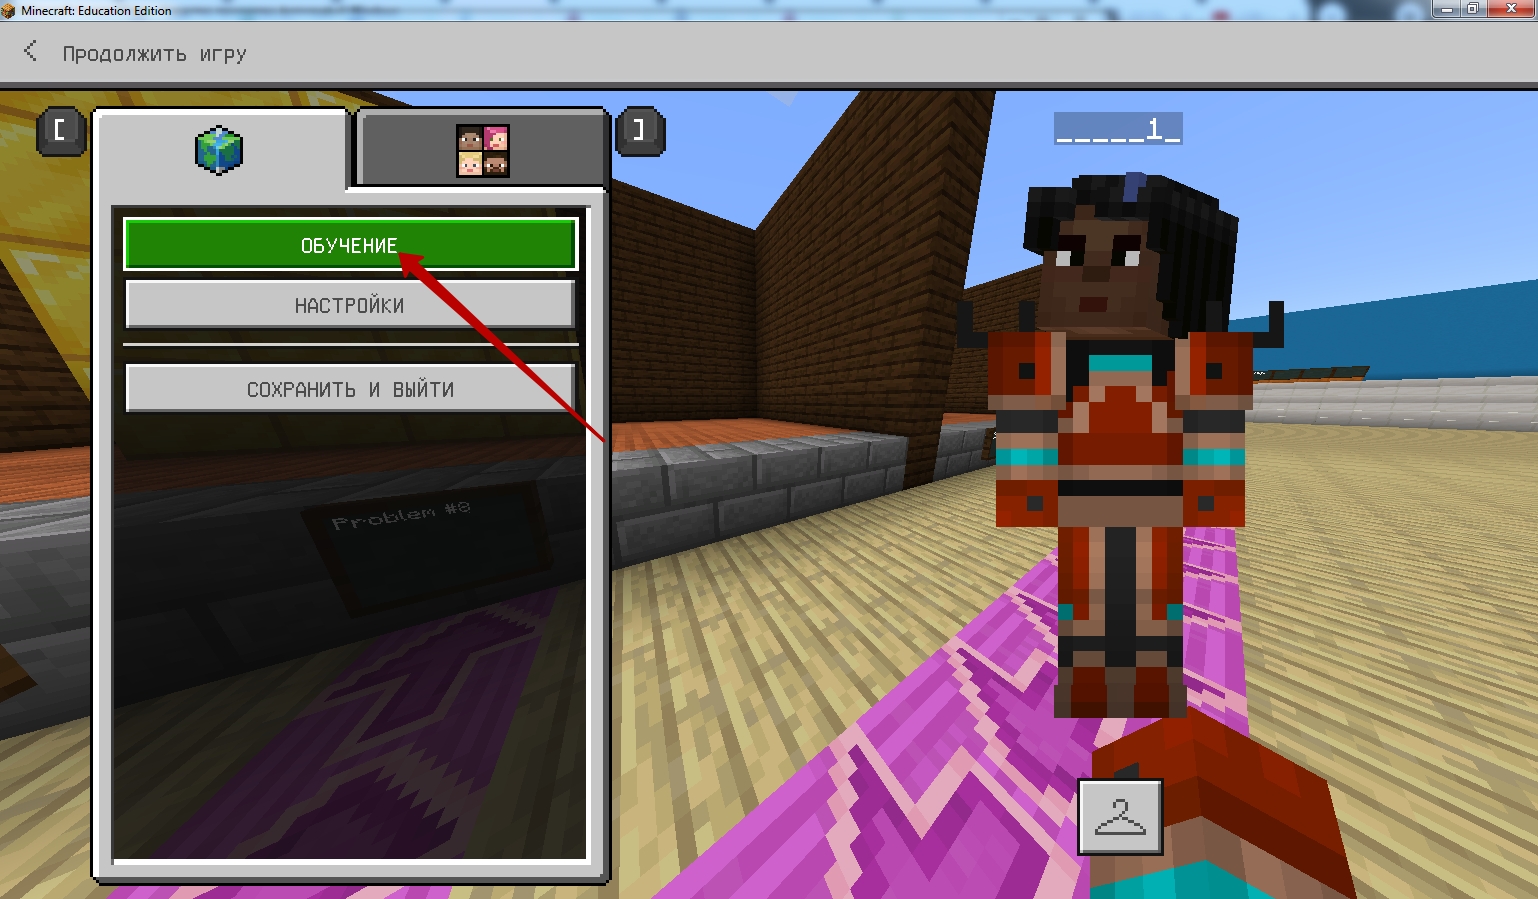 Minecraft: Education Edition
Продолжить игру
[
]
_____1_
ОБУЧЕНИЕ
НАСТРОЙКИ
СОХРАНИТЬ И ВЫЙТИ
Problem #8